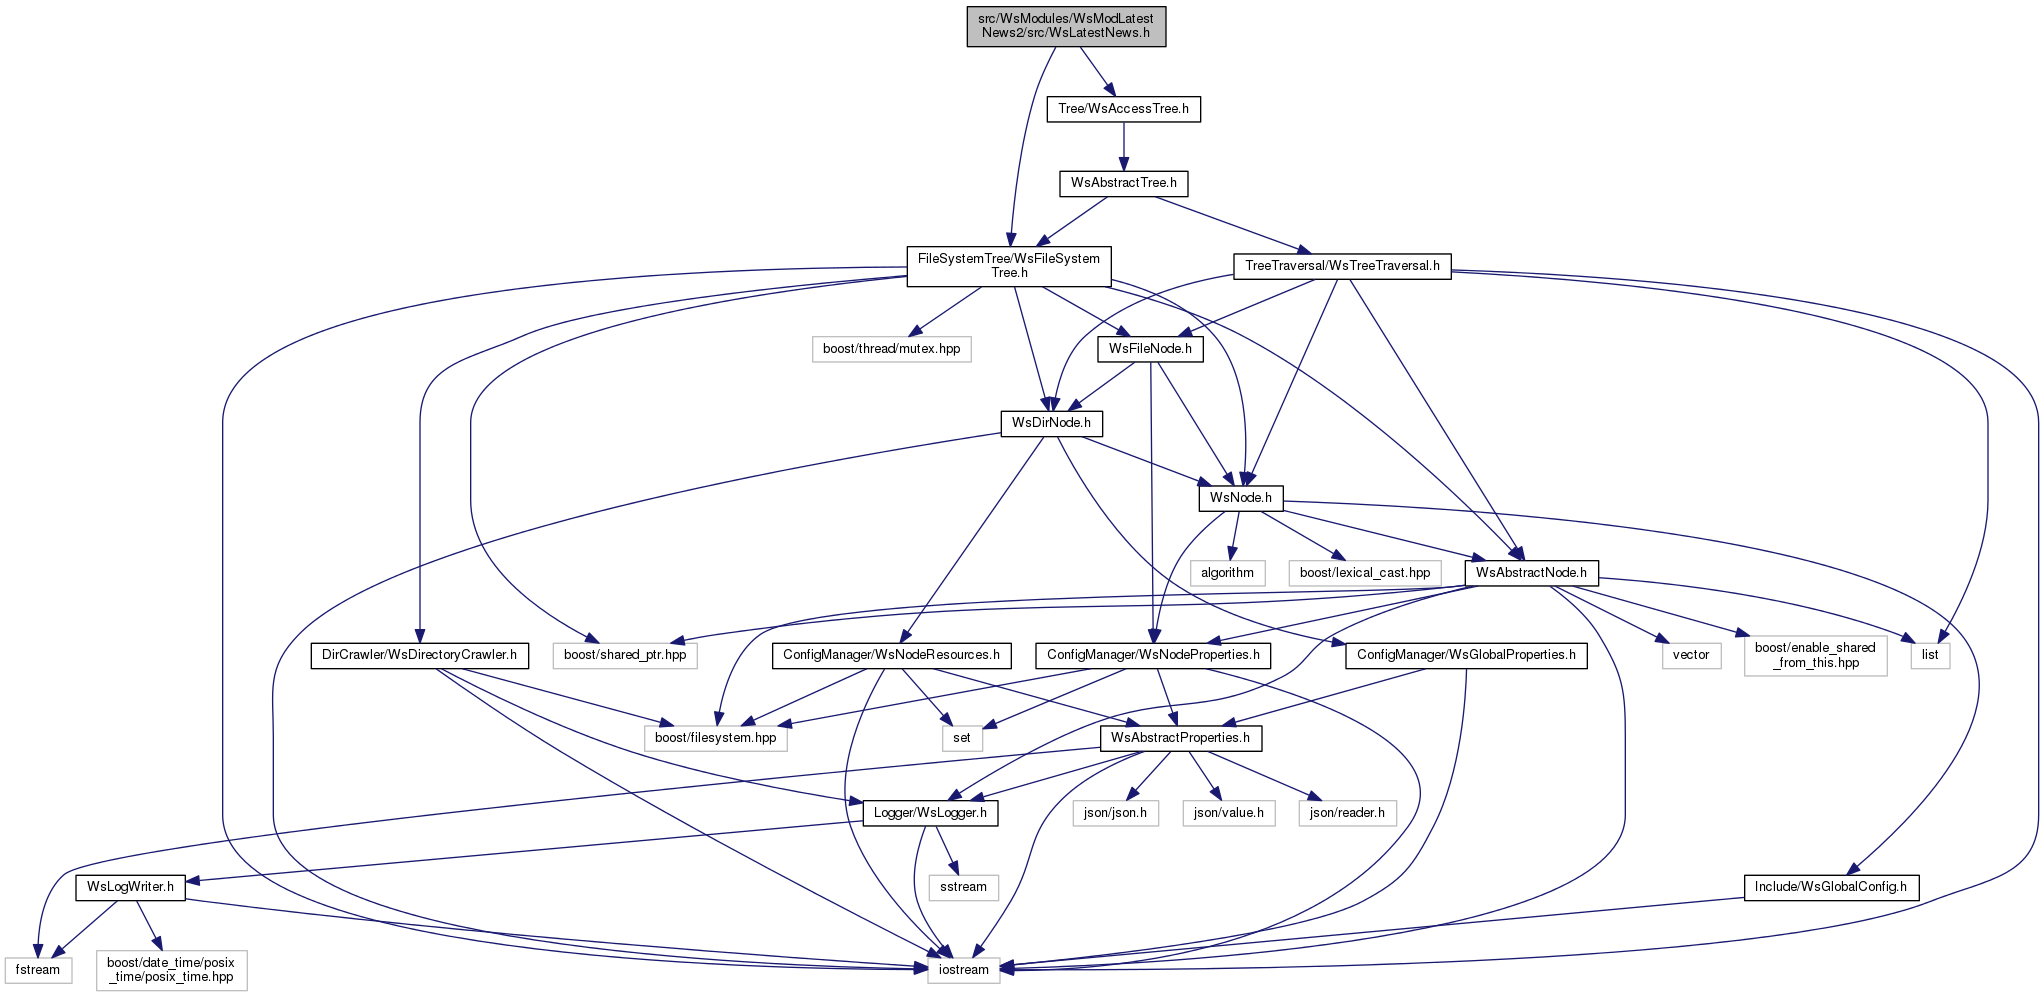 src/WsModules/WsModLatest
News2/src/WsLatestNews.h
Tree/WsAccessTree.h
WsAbstractTree.h
FileSystemTree/WsFileSystem
Tree.h
TreeTraversal/WsTreeTraversal.h
boost/thread/mutex.hpp
WsFileNode.h
WsDirNode.h
WsNode.h
algorithm
boost/lexical_cast.hpp
WsAbstractNode.h
DirCrawler/WsDirectoryCrawler.h
boost/shared_ptr.hpp
ConfigManager/WsNodeResources.h
ConfigManager/WsNodeProperties.h
ConfigManager/WsGlobalProperties.h
vector
boost/enable_shared
_from_this.hpp
list
boost/filesystem.hpp
set
WsAbstractProperties.h
Logger/WsLogger.h
json/json.h
json/value.h
json/reader.h
WsLogWriter.h
sstream
Include/WsGlobalConfig.h
fstream
boost/date_time/posix
_time/posix_time.hpp
iostream